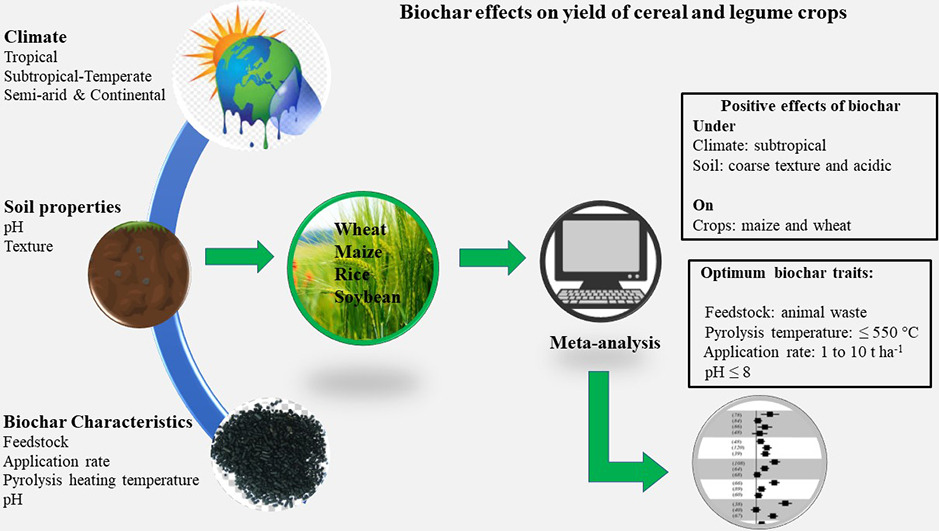 Biochar effects on yield of cereal and legume crops
Climate
Tropical
Subtropical-Temperate
Semi-arid & Continental
Soil properties
pH
Texture
Biochar Characteristics
Feedstock
Application rate
Pyrolysis heating temperature
pH
Wheat
Maize
Rice
Soybean
Meta-analysis
Positive effects of biochar
Under
Climate: subtropical
Soil: coarse texture and acidic
On
Crops: maize and wheat
Optimum biochar traits:
Feedstock: animal waste
Pyrolysis temperature: ≤ 550 °C
Application rate: 1 to 10 t ha⁻¹
pH ≤ 8